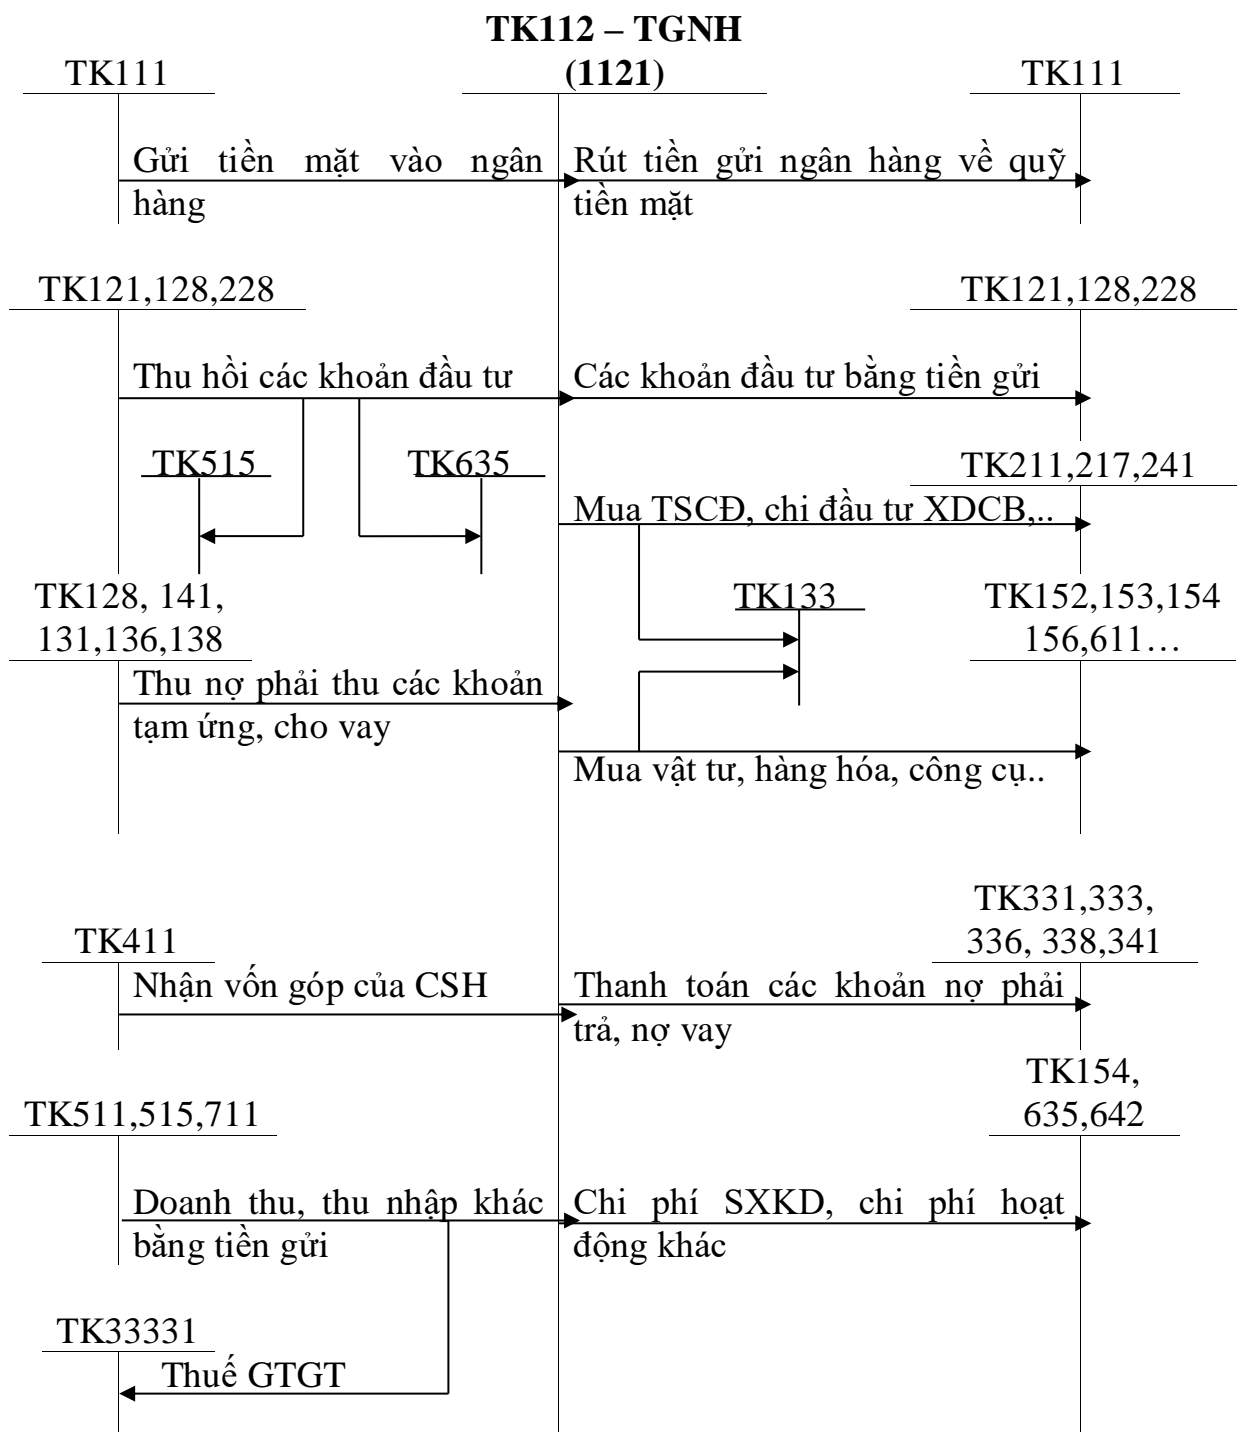 TK112 – TGNH
TK111
(1121)
TK111
Gửi tiền mặt vào ngân
hàng
Rút tiền gửi ngân hàng về quỹ
tiền mặt
TK121,128,228
TK121,128,228
Thu hồi các khoản đầu tư
Các khoản đầu tư bằng tiền gửi
TK515
TK635
TK211,217,241
Mua TSCĐ, chi đầu tư XDCB,..
TK128, 141,
131,136,138
TK133
TK152,153,154
156,611…
Thu nợ phải thu các khoản
tạm ứng, cho vay
Mua vật tư, hàng hóa, công cụ..
TK331,333,
336, 338,341
TK411
Nhận vốn góp của CSH
Thanh toán các khoản nợ phải
trả, nợ vay
TK154,
635,642
TK511,515,711
Doanh thu, thu nhập khác
bằng tiền gửi
Chi phí SXKD, chi phí hoạt
động khác
TK33331
Thuế GTGT